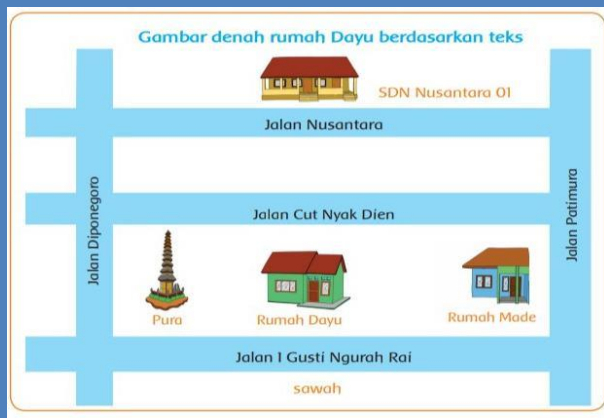 Gambar denah rumah Dayu berdasarkan teks
SDN Nusantara 01
Jalan Nusantara
Jalan Diponegoro
Jalan Patimura
Jalan Cut Nyak Dien
Pura
Rumah Dayu
Rumah Made
Jalan I Gusti Ngurah Rai
sawah